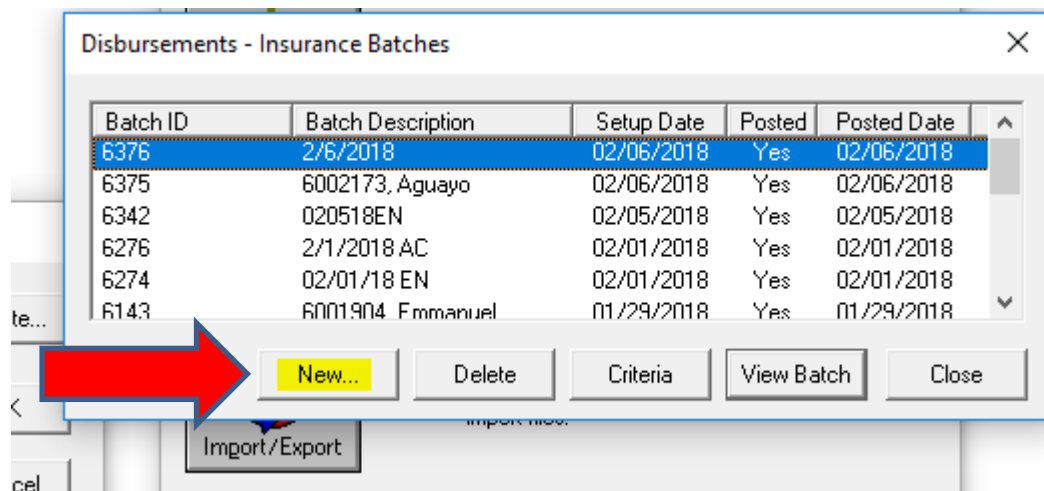 Disbursements - Insurance Batches
Batch ID Batch Description Setup Date Posted Posted Date
6376 2/6/2018 02/06/2018 Yes 02/06/2018
6375 6002173, Aguayo 02/06/2018 Yes 02/06/2018
6342 020518EN 02/05/2018 Yes 02/05/2018
6276 2/1/2018 AC 02/01/2018 Yes 02/01/2018
6274 02/01/18 EN 02/01/2018 Yes 02/01/2018
6143 6001904, Emmanuel 01/29/2018 Yes 01/29/2018
te...
New... Delete Criteria View Batch Close
import files.
Import/Export
cel